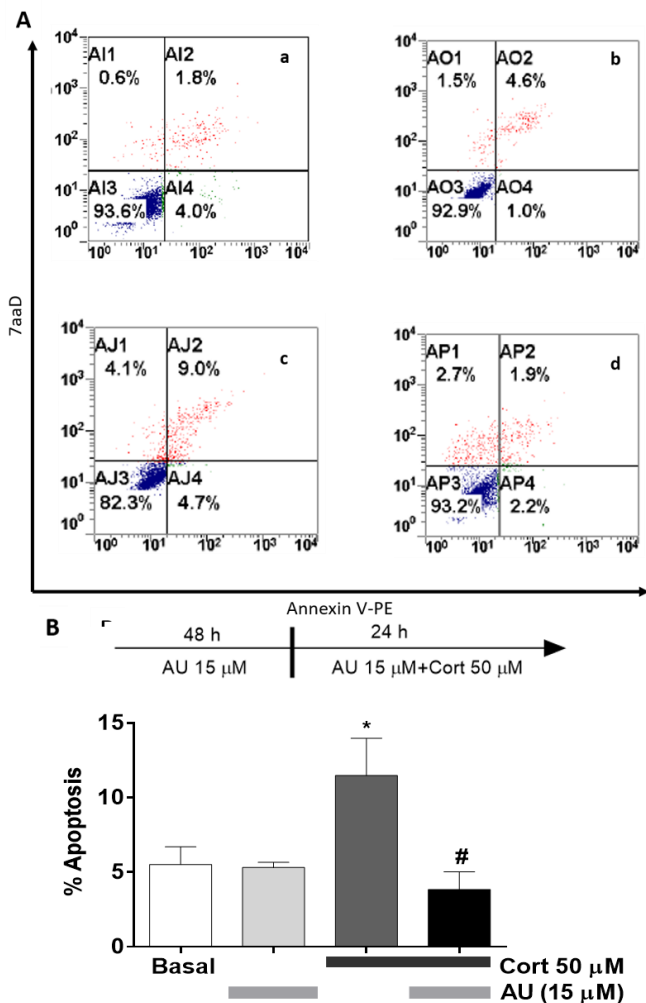 A
AI1 AI2 a
0.6% 1.8%
AI3 AI4
93.6% 4.0%
10⁴
10³
10²
10¹
10⁰
10⁰ 10¹ 10² 10³ 10⁴
AO1 AO2 b
1.5% 4.6%
AO3 AO4
92.9% 1.0%
10⁴
10³
10²
10¹
10⁰
10⁰ 10¹ 10² 10³ 10⁴
7aaD
AJ1 AJ2 c
4.1% 9.0%
AJ3 AJ4
82.3% 4.7%
10⁴
10³
10²
10¹
10⁰
10⁰ 10¹ 10² 10³ 10⁴
AP1 AP2 d
2.7% 1.9%
AP3 AP4
93.2% 2.2%
10⁴
10³
10²
10¹
10⁰
10⁰ 10¹ 10² 10³ 10⁴
Annexin V-PE
B
48 h 24 h
AU 15 μM AU 15 μM+Cort 50 μM
% Apoptosis
15
10
5
0
*
#
Basal
Cort 50 μM
AU (15 μM)